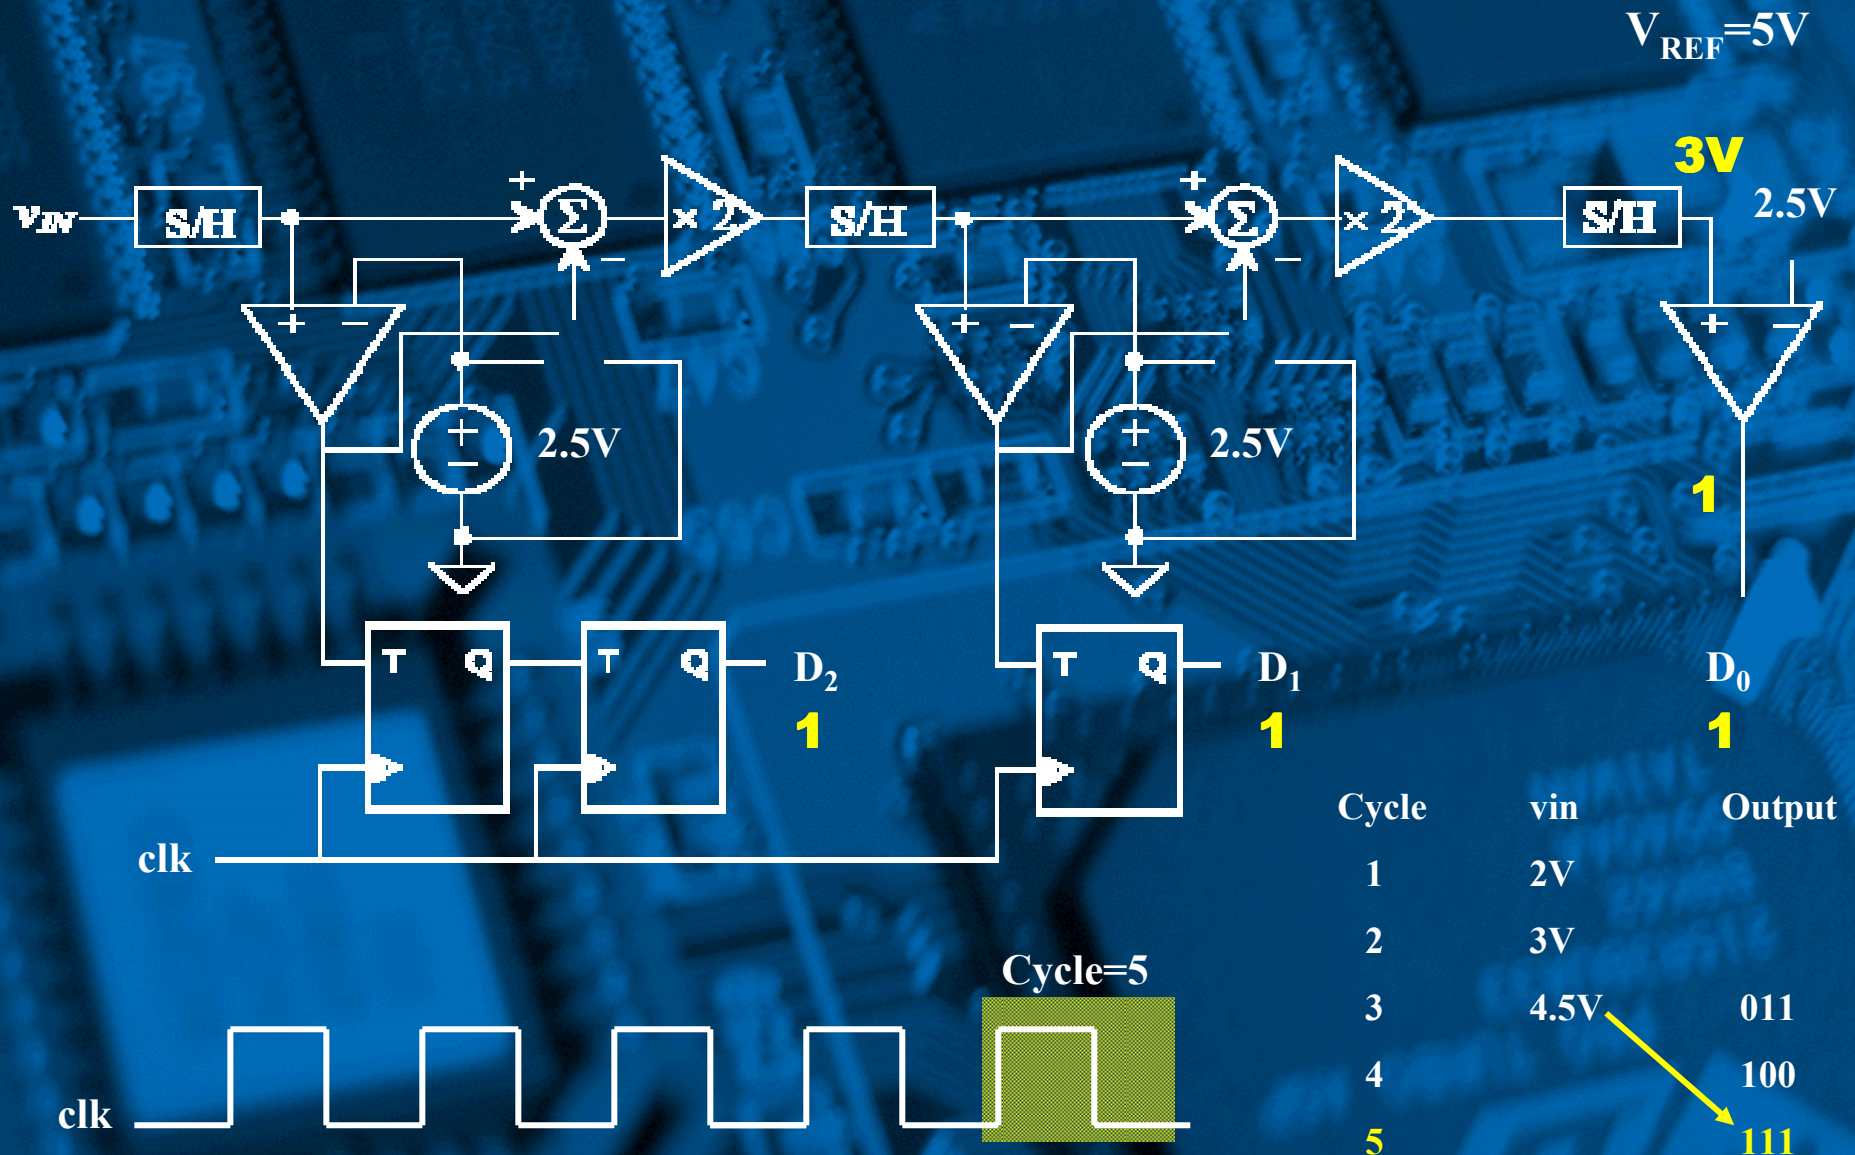 V_REF=5V
3V
2.5V
+
+
vIN
S/H
Σ
× 2
S/H
Σ
× 2
S/H
−
−
+ −
+ −
+ −
+
−
2.5V
+
−
2.5V
1
T Q
T Q
D2
T Q
D1
D0
1
1
1
Cycle vin Output
clk
1 2V
2 3V
Cycle=5
3 4.5V 011
4 100
clk
5 111